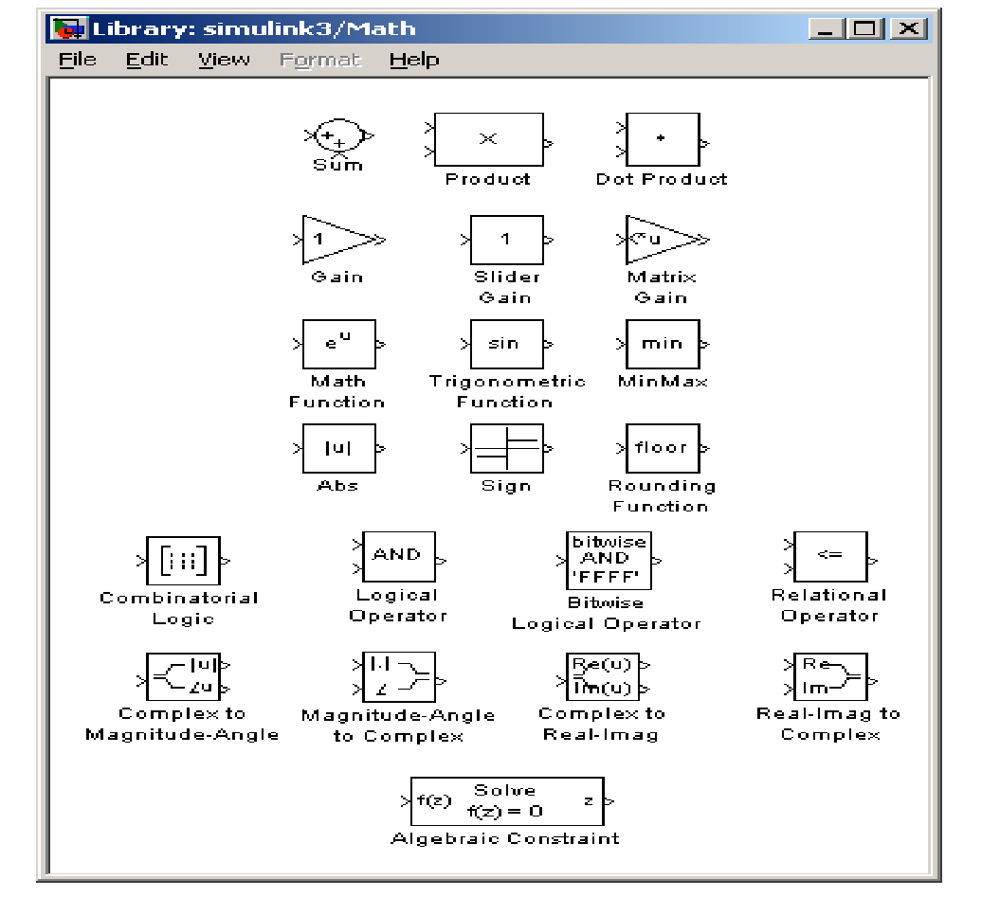 Library: simulink3/Math
File Edit View Format Help
+ +
Sum
×
Product
Dot Product
1
Gain
1
Slider
Gain
u
Matrix
Gain
eu
Math
Function
sin
Trigonometric
Function
min
MinMax
|u|
Abs
Sign
floor
Rounding
Function
Combinatorial
Logic
AND
Logical
Operator
bitwise
AND
'FFFF'
Bitwise
Logical Operator
<=
Relational
Operator
|u|
∠u
Complex to
Magnitude-Angle
|.|
∠
Magnitude-Angle
to Complex
Re(u)
Im(u)
Complex to
Real-Imag
Re
Im
Real-Imag to
Complex
f(z) Solve z
f(z) = 0
Algebraic Constraint